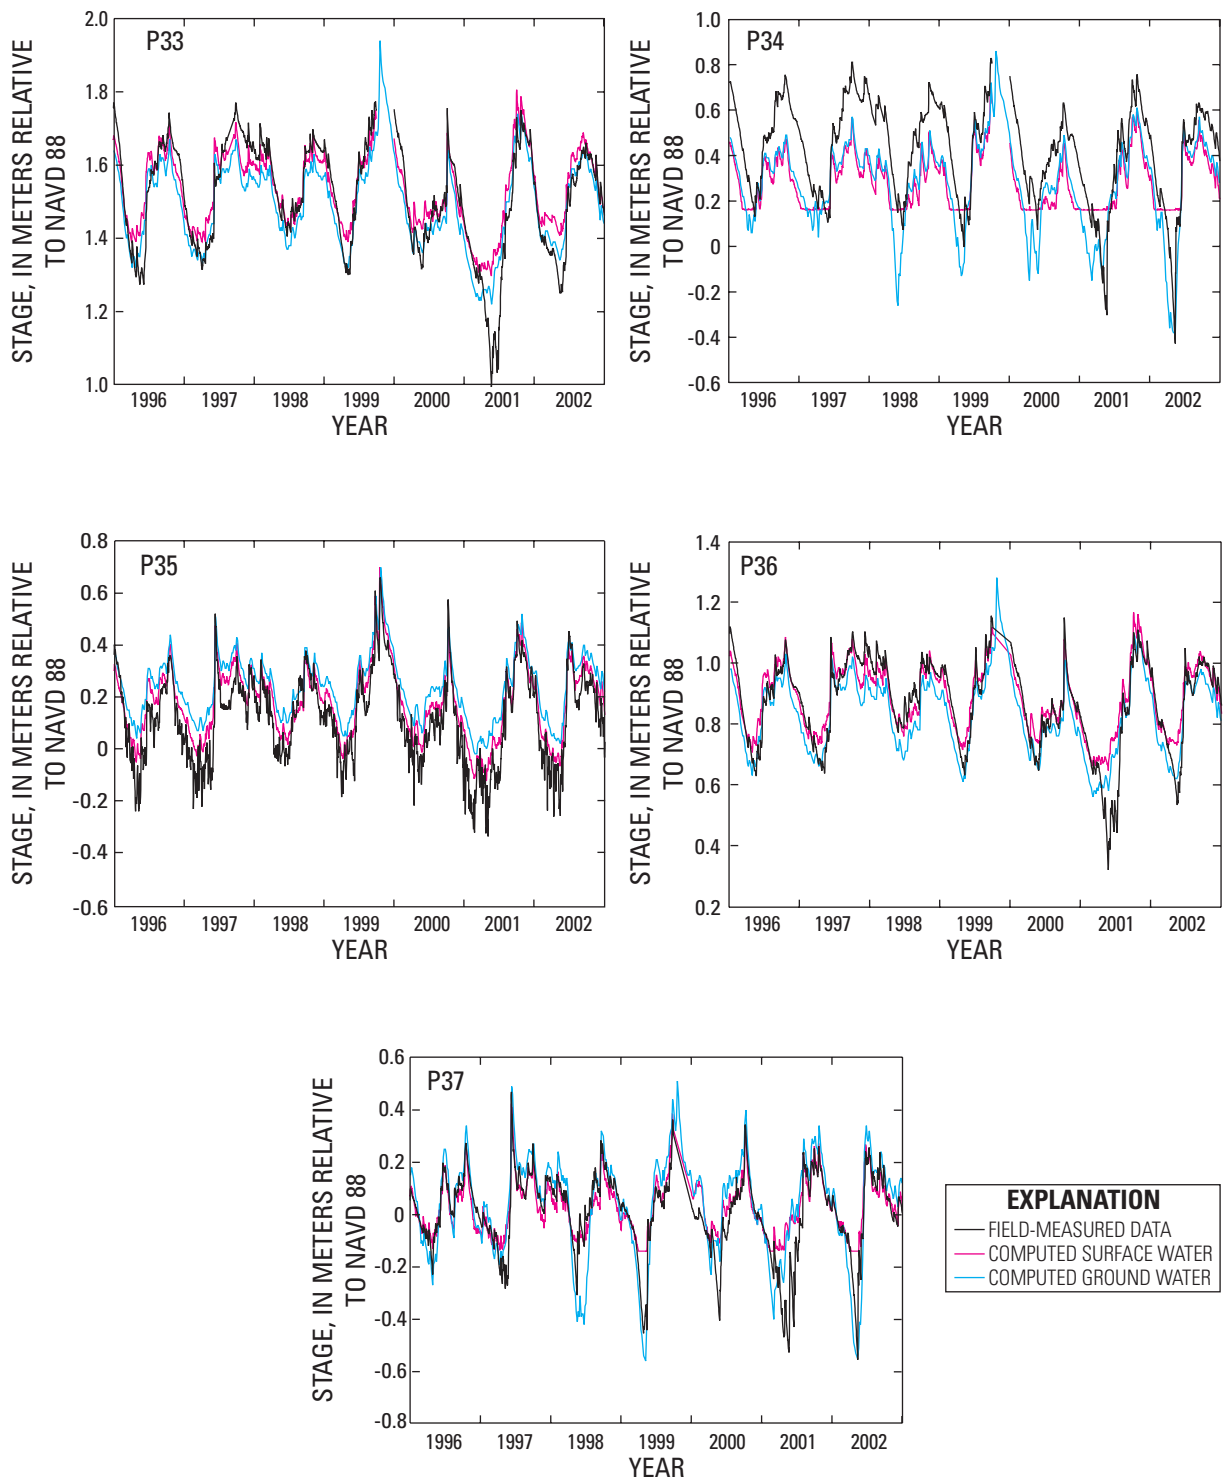 P33
STAGE, IN METERS RELATIVE
TO NAVD 88
2.0
1.8
1.6
1.4
1.2
1.0
1996 1997 1998 1999 2000 2001 2002
YEAR
P34
STAGE, IN METERS RELATIVE
TO NAVD 88
1.0
0.8
0.6
0.4
0.2
0
-0.2
-0.4
-0.6
1996 1997 1998 1999 2000 2001 2002
YEAR
P35
STAGE, IN METERS RELATIVE
TO NAVD 88
0.8
0.6
0.4
0.2
0
-0.2
-0.4
-0.6
1996 1997 1998 1999 2000 2001 2002
YEAR
P36
STAGE, IN METERS RELATIVE
TO NAVD 88
1.4
1.2
1.0
0.8
0.6
0.4
0.2
1996 1997 1998 1999 2000 2001 2002
YEAR
P37
STAGE, IN METERS RELATIVE
TO NAVD 88
0.6
0.4
0.2
0
-0.2
-0.4
-0.6
-0.8
1996 1997 1998 1999 2000 2001 2002
YEAR
EXPLANATION
FIELD-MEASURED DATA
COMPUTED SURFACE WATER
COMPUTED GROUND WATER